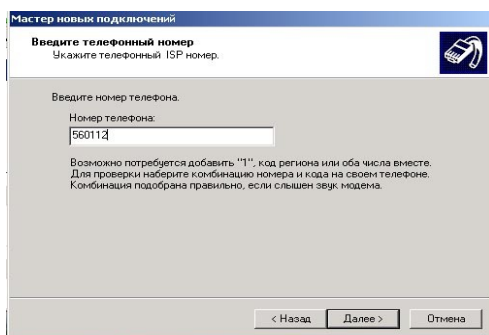 Мастер новых подключений
Введите телефонный номер
Укажите телефонный ISP номер.
Введите номер телефона.
Номер телефона:
560112
Возможно потребуется добавить "1", код региона или оба числа вместе.
Для проверки наберите комбинацию номера и кода на своем телефоне.
Комбинация подобрана правильно, если слышен звук модема.
< Назад Далее > Отмена